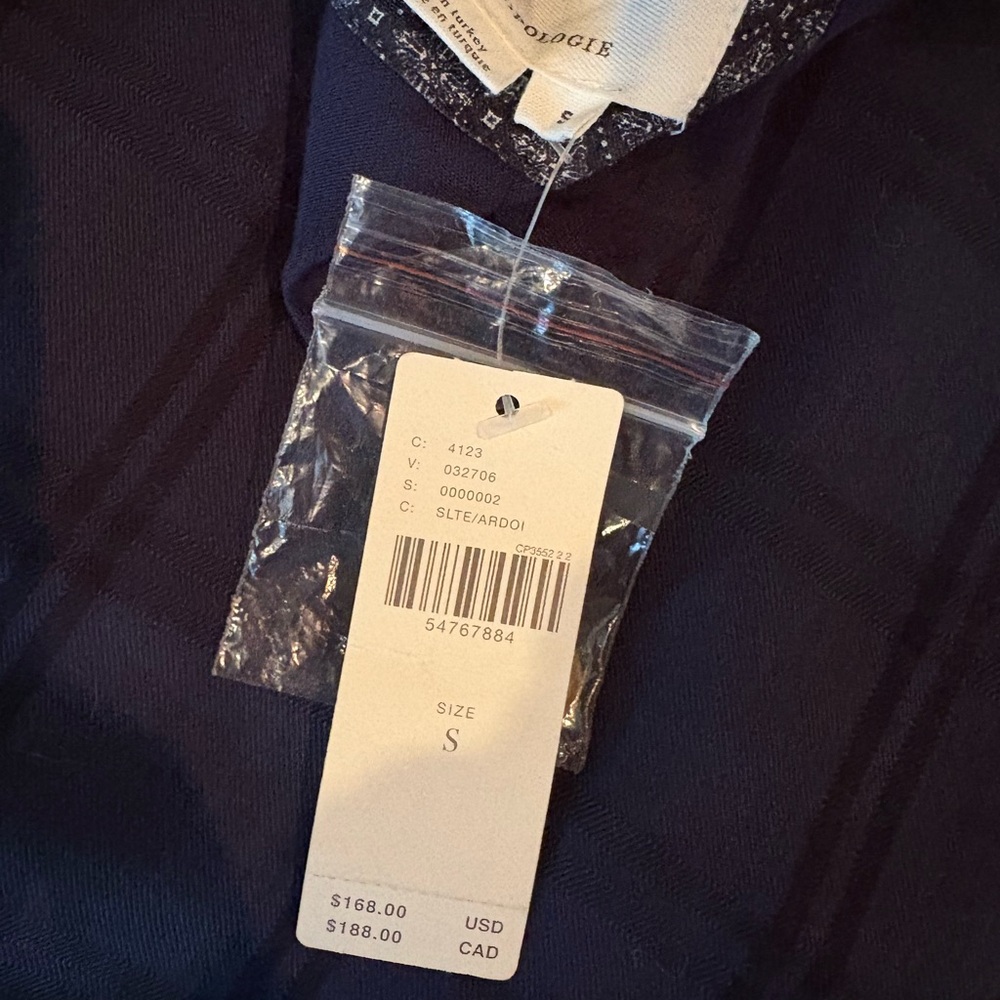 n turkey
en turquie
OLOGIE
S
C: 4123
V: 032706
S: 0000002
C: SLTE/ARDOI
CP3552 2 2
54767884
SIZE
S
$168.00 USD
$188.00 CAD